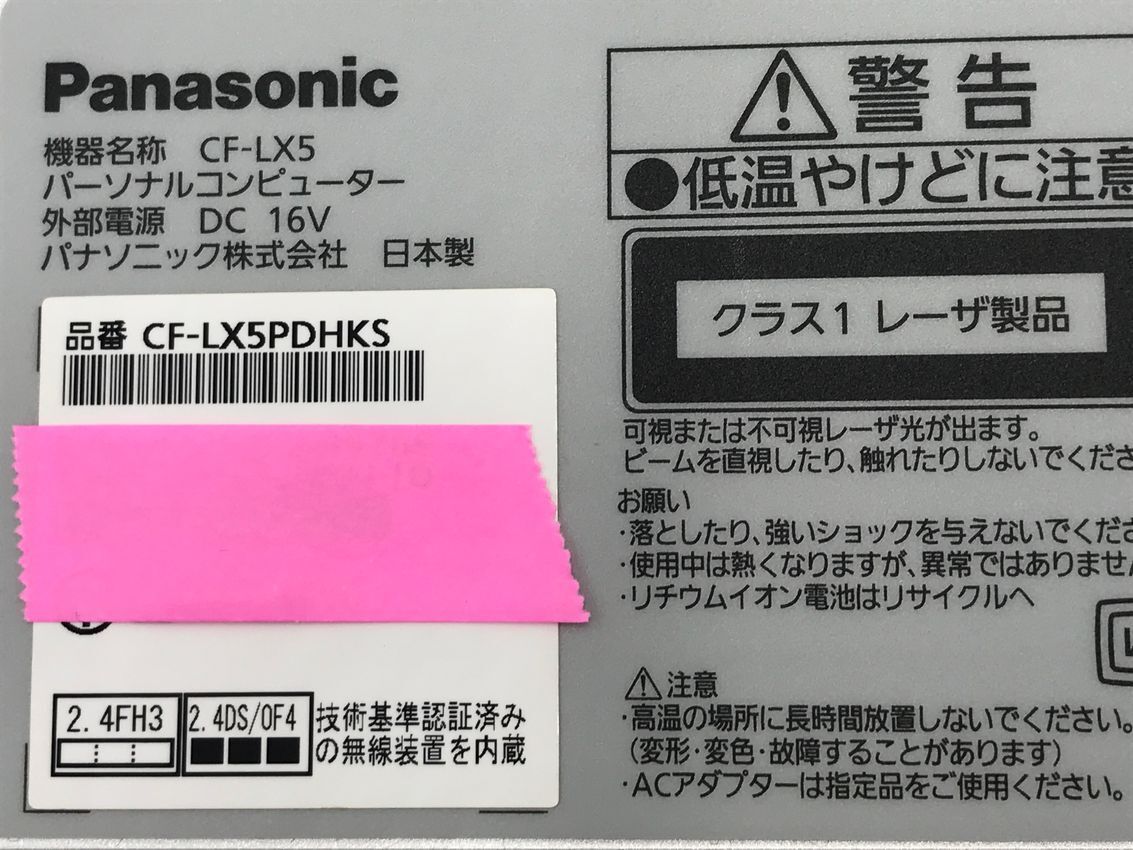 Panasonic
機器名称 CF-LX5
パーソナルコンピューター
外部電源 DC 16V
パナソニック株式会社 日本製
品番 CF-LX5PDHKS
2.4FH3
2.4DS/OF4
技術基準認証済み
の無線装置を内蔵
警告
●低温やけどに注意
クラス1 レーザ製品
可視または不可視レーザ光が出ます。
ビームを直視したり、触れたりしないでくださ
お願い
・落としたり、強いショックを与えないでくださ
・使用中は熱くなりますが、異常ではありません
・リチウムイオン電池はリサイクルへ
注意
・高温の場所に長時間放置しないでください。
(変形・変色・故障することがあります)
・ACアダプターは指定品をご使用ください。